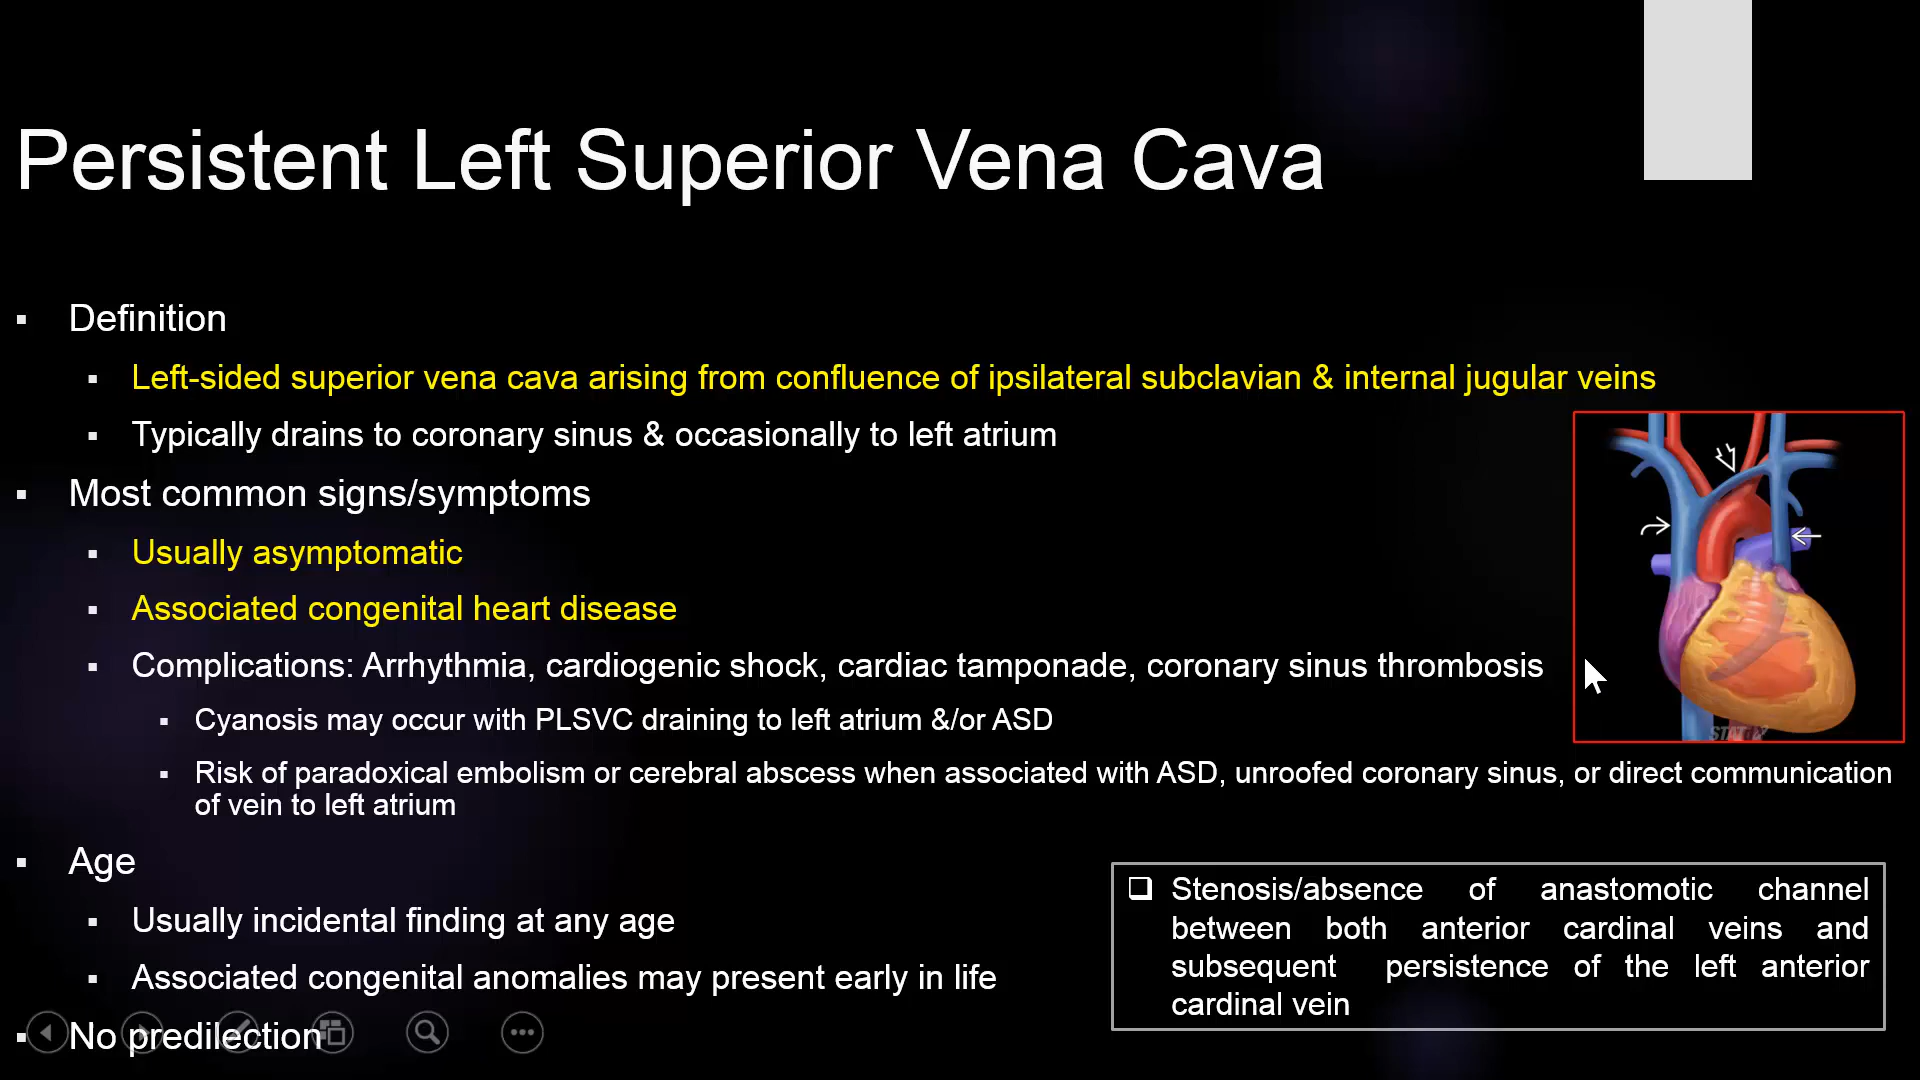 Persistent Left Superior Vena Cava
Definition
Left-sided superior vena cava arising from confluence of ipsilateral subclavian & internal jugular veins
Typically drains to coronary sinus & occasionally to left atrium
Most common signs/symptoms
Usually asymptomatic
Associated congenital heart disease
Complications: Arrhythmia, cardiogenic shock, cardiac tamponade, coronary sinus thrombosis
Cyanosis may occur with PLSVC draining to left atrium &/or ASD
Risk of paradoxical embolism or cerebral abscess when associated with ASD, unroofed coronary sinus, or direct communication
of vein to left atrium
Age
Usually incidental finding at any age
Associated congenital anomalies may present early in life
No predilection
Stenosis/absence of anastomotic channel
between both anterior cardinal veins and
subsequent persistence of the left anterior
cardinal vein